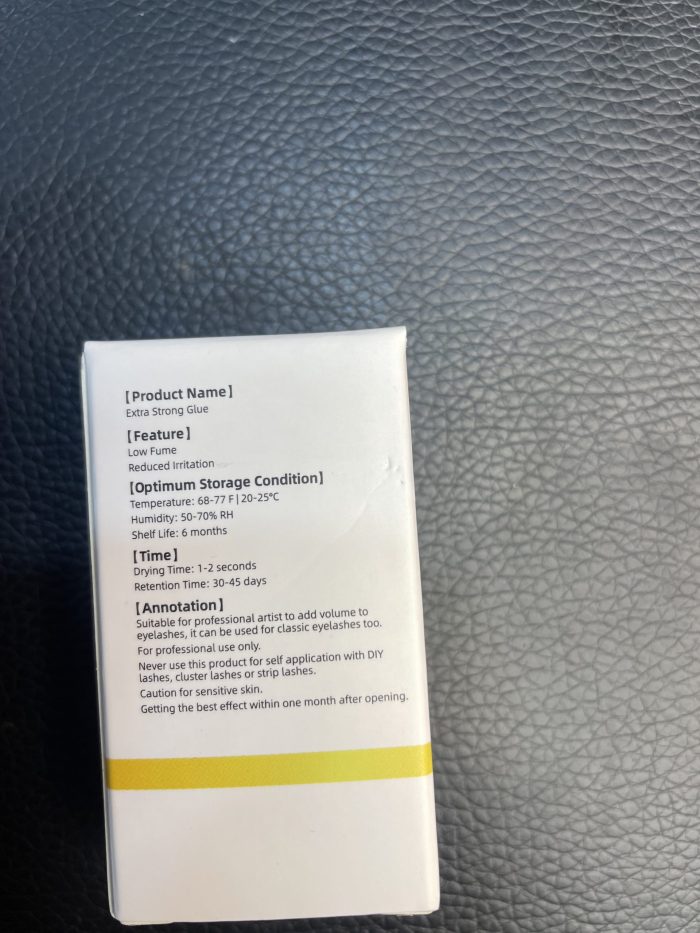 【Product Name】
Extra Strong Glue
【Feature】
Low Fume
Reduced Irritation
【Optimum Storage Condition】
Temperature: 68-77 F | 20-25℃
Humidity: 50-70% RH
Shelf Life: 6 months
【Time】
Drying Time: 1-2 seconds
Retention Time: 30-45 days
【Annotation】
Suitable for professional artist to add volume to
eyelashes, it can be used for classic eyelashes too.
For professional use only.
Never use this product for self application with DIY
lashes, cluster lashes or strip lashes.
Caution for sensitive skin.
Getting the best effect within one month after opening.